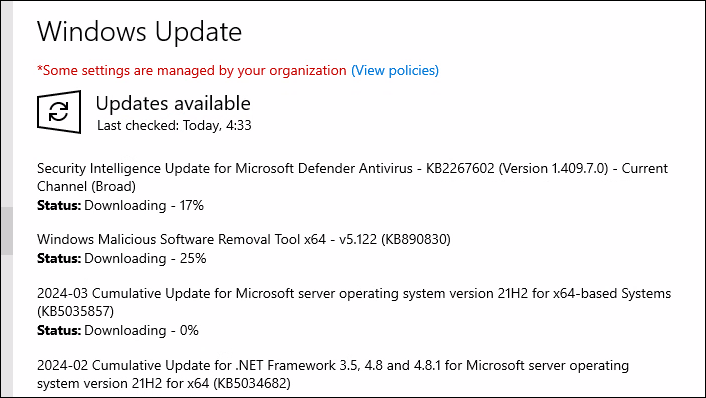 Windows Update
*Some settings are managed by your organization (View policies)
Updates available
Last checked: Today, 4:33
Security Intelligence Update for Microsoft Defender Antivirus - KB2267602 (Version 1.409.7.0) - Current
Channel (Broad)
Status: Downloading - 17%
Windows Malicious Software Removal Tool x64 - v5.122 (KB890830)
Status: Downloading - 25%
2024-03 Cumulative Update for Microsoft server operating system version 21H2 for x64-based Systems
(KB5035857)
Status: Downloading - 0%
2024-02 Cumulative Update for .NET Framework 3.5, 4.8 and 4.8.1 for Microsoft server operating
system version 21H2 for x64 (KB5034682)